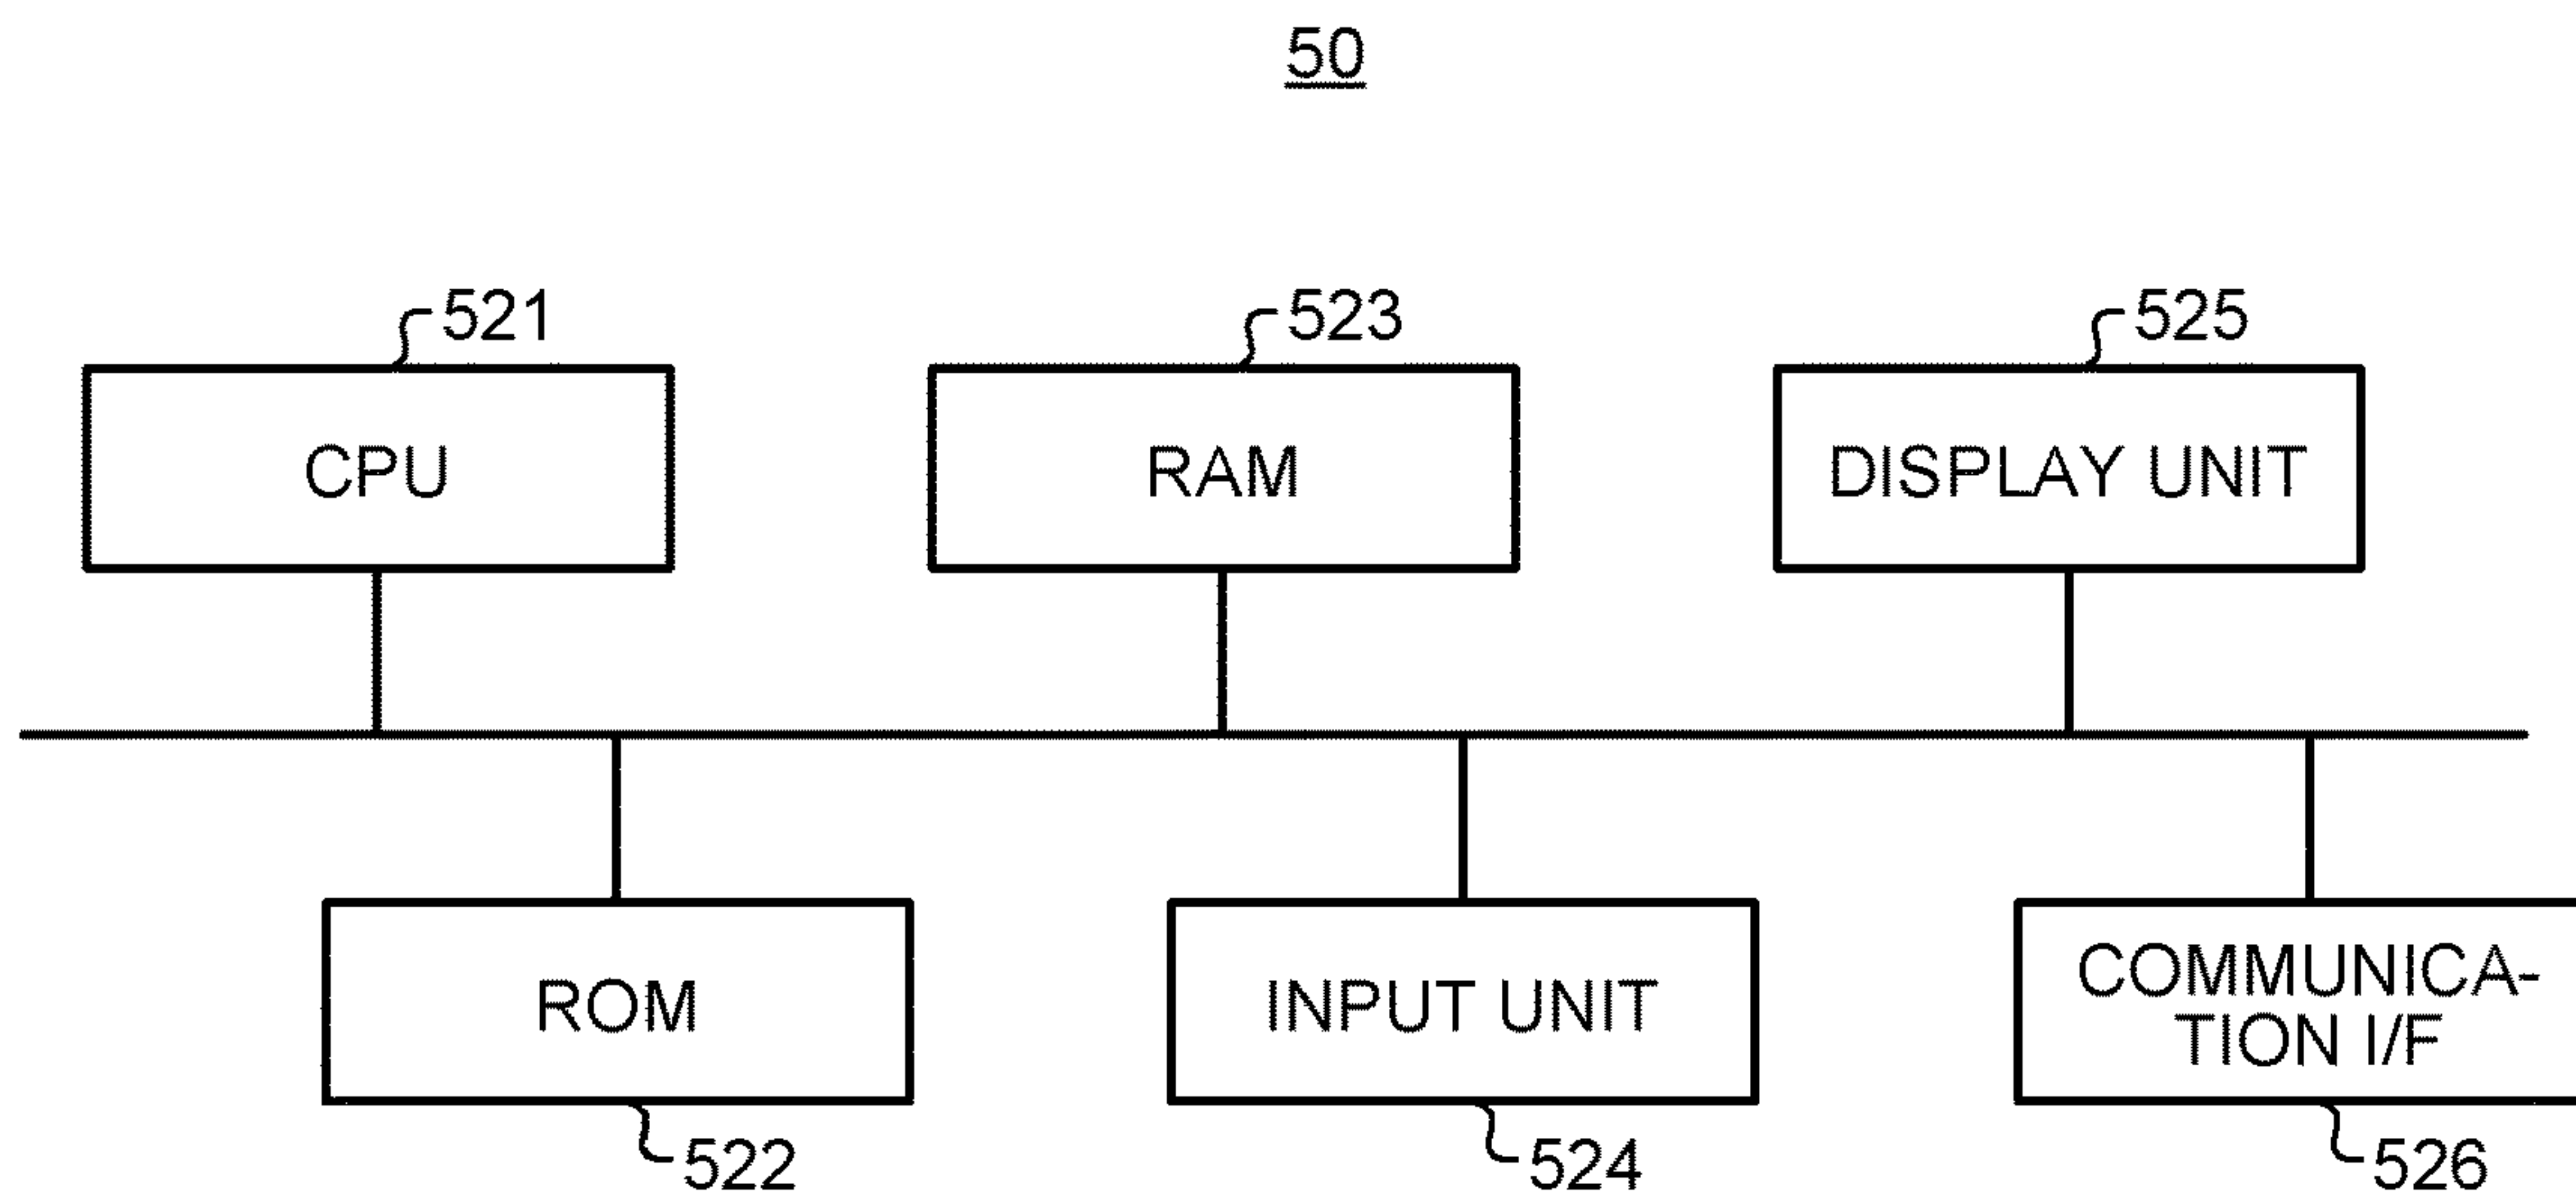 50
521
523
525
CPU
RAM
DISPLAY UNIT
ROM
INPUT UNIT
COMMUNICA-
TION I/F
522
524
526